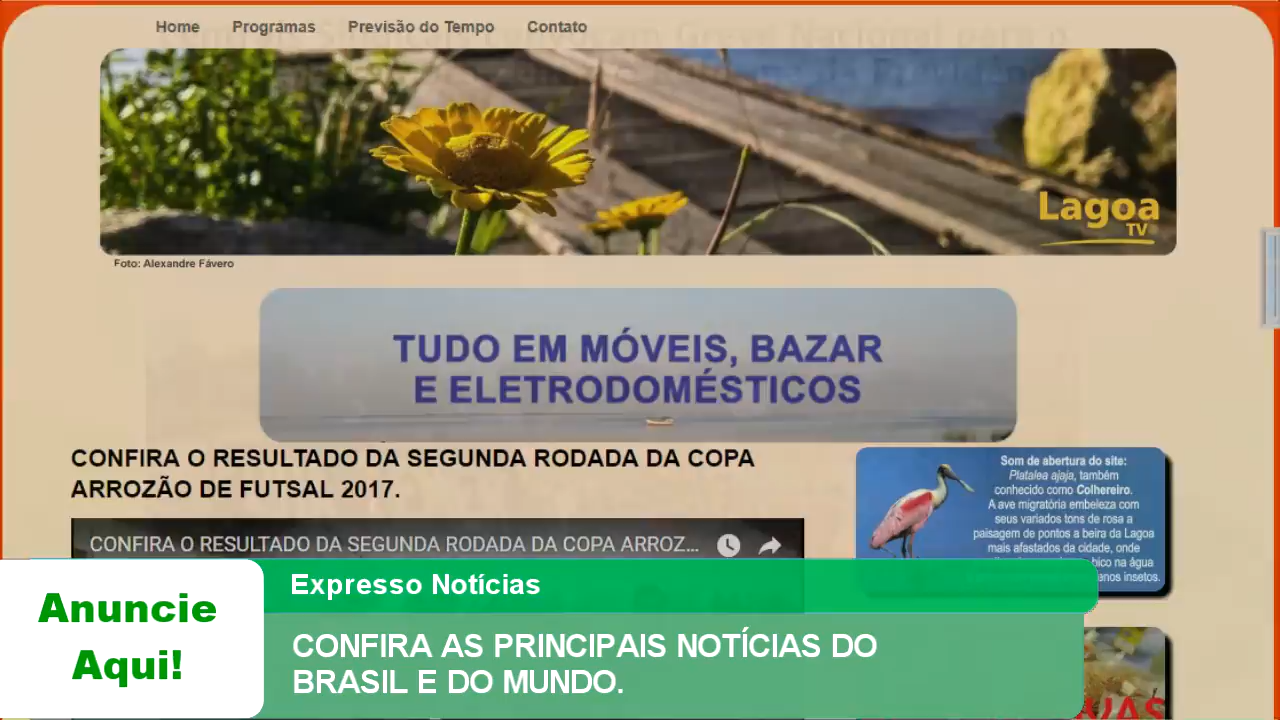 Home Programas Previsão do Tempo Contato
Lagoa
TV
Foto: Alexandre Fávero
TUDO EM MÓVEIS, BAZAR
E ELETRODOMÉSTICOS
CONFIRA O RESULTADO DA SEGUNDA RODADA DA COPA
ARROZÃO DE FUTSAL 2017.
CONFIRA O RESULTADO DA SEGUNDA RODADA DA COPA ARROZ...
Som de abertura do site:
Platalea ajaja, também
conhecido como Colhereiro.
A ave migratória embeleza com
seus variados tons de rosa a
paisagem de pontos a beira da Lagoa
mais afastados da cidade, onde
bico na água
insetos.
Expresso Notícias
Anuncie
Aqui!
CONFIRA AS PRINCIPAIS NOTÍCIAS DO
BRASIL E DO MUNDO.